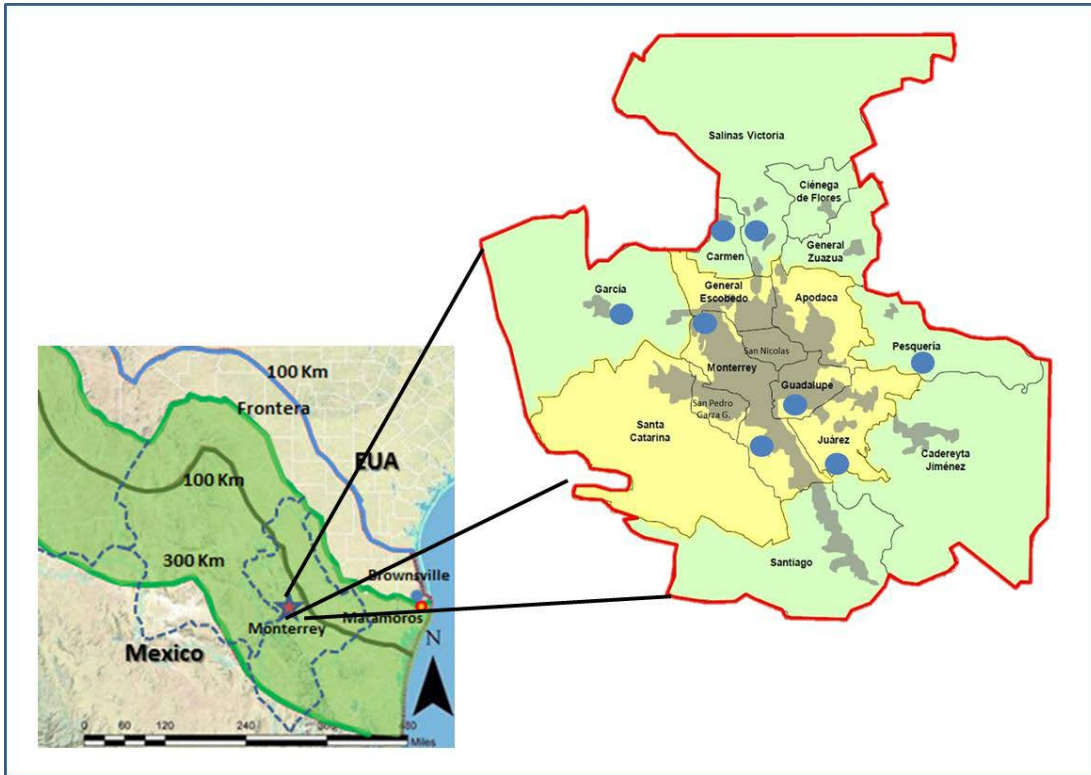 Salinas Victoria
Ciénega
de Flores
Carmen
General
Zuazua
García
General
Escobedo
Apodaca
Pesquería
San Nicolas
Monterrey
Guadalupe
San Pedro
Garza G.
Santa
Catarina
Juárez
Cadereyta
Jiménez
Santiago
100 Km
Frontera
EUA
100 Km
300 Km
Brownsville
Matamoros
Monterrey
Mexico
N
0 60 120 240
Miles